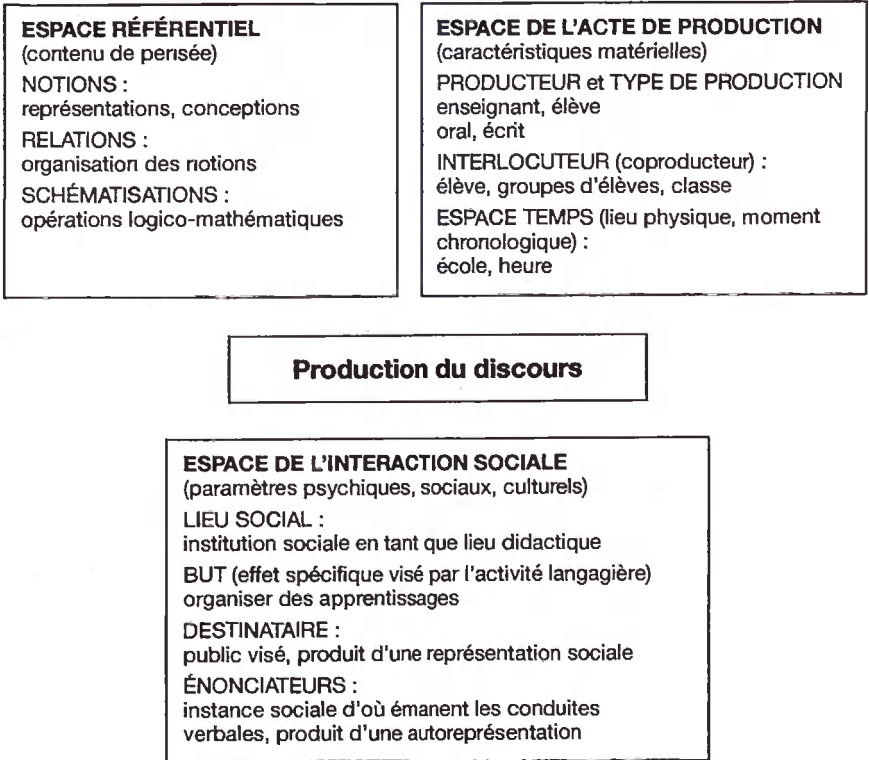 ESPACE RÉFÉRENTIEL
(contenu de pensée)
NOTIONS :
représentations, conceptions
RELATIONS :
organisation des notions
SCHÉMATISATIONS :
opérations logico-mathématiques
ESPACE DE L'ACTE DE PRODUCTION
(caractéristiques matérielles)
PRODUCTEUR et TYPE DE PRODUCTION
enseignant, élève
oral, écrit
INTERLOCUTEUR (coproducteur) :
élève, groupes d'élèves, classe
ESPACE TEMPS (lieu physique, moment
chronologique) :
école, heure
Production du discours
ESPACE DE L'INTERACTION SOCIALE
(paramètres psychiques, sociaux, culturels)
LIEU SOCIAL :
institution sociale en tant que lieu didactique
BUT (effet spécifique visé par l'activité langagière)
organiser des apprentissages
DESTINATAIRE :
public visé, produit d'une représentation sociale
ÉNONCIATEURS :
instance sociale d'où émanent les conduites
verbales, produit d'une autoreprésentation